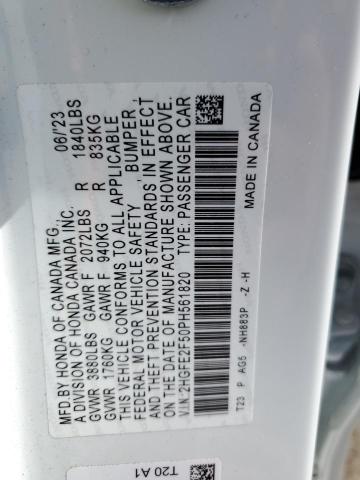 MFD.BY HONDA OF CANADA MFG., 06/'23
A DIVISION OF HONDA CANADA INC.
GVWR 3880LBS GAWR F 2072LBS R 1840LBS
GVWR 1760KG GAWR F 940KG R 835KG
THIS VEHICLE CONFORMS TO ALL APPLICABLE
FEDERAL MOTOR VEHICLE SAFETY, BUMPER,
AND THEFT PREVENTION STANDARDS IN EFFECT
ON THE DATE OF MANUFACTURE SHOWN ABOVE.
VIN:2HGFE2F50PH561820 TYPE:PASSENGER CAR
T23 P AG5 -NH883P -Z -H
MADE IN CANADA
T20 A1